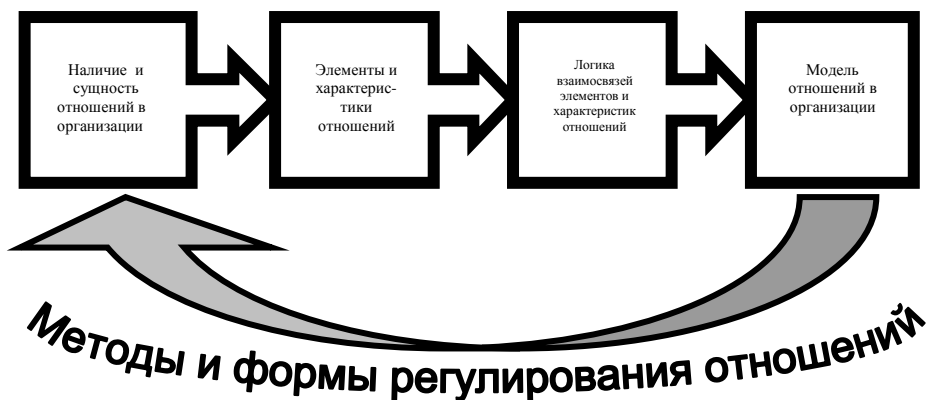 Наличие и
сущность
отношений в
организации
Элементы и
характерис-
тики
отношений
Логика
взаимосвязей
элементов и
характеристик
отношений
Модель
отношений в
организации
Методы и формы регулирования отношений